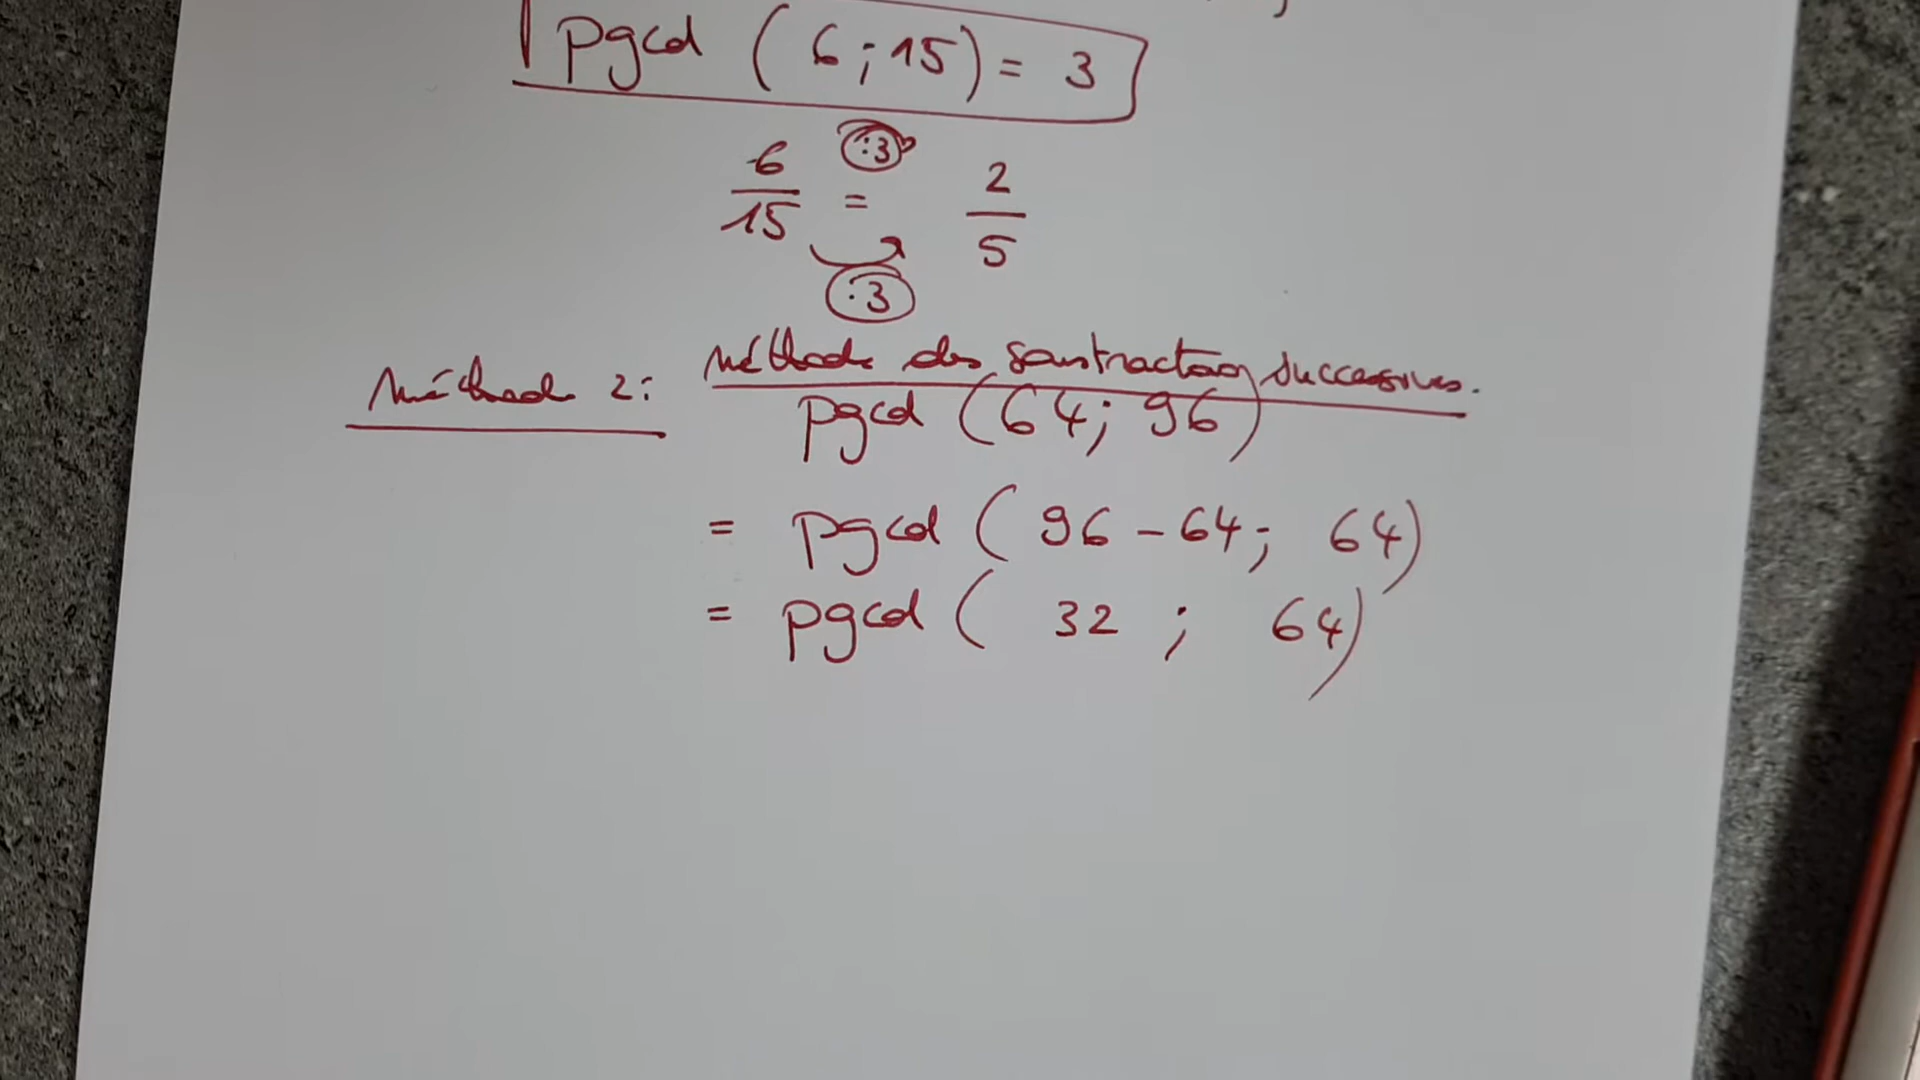 pgcd ( 6 ; 15 ) = 3
:3
6/15 = 2/5
:3
Méthode 2 : méthode des soustractions successives.
pgcd ( 64 ; 96 )
= pgcd ( 96 - 64 ; 64 )
= pgcd ( 32 ; 64 )